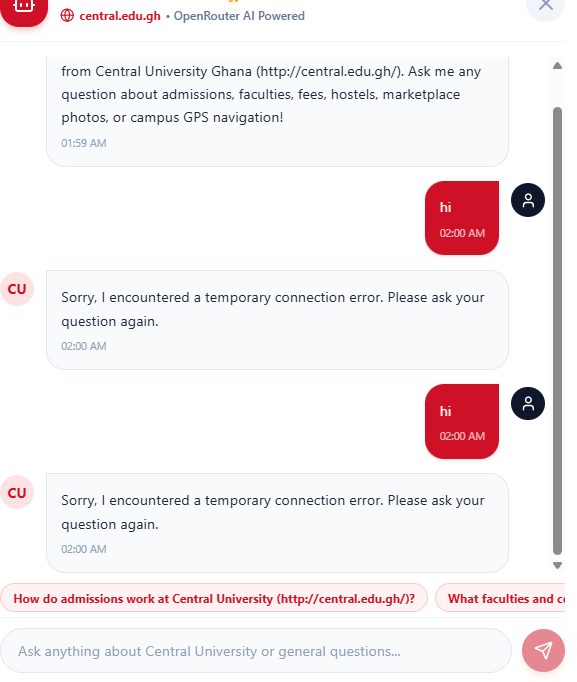 central.edu.gh • OpenRouter AI Powered
from Central University Ghana (http://central.edu.gh/). Ask me any
question about admissions, faculties, fees, hostels, marketplace
photos, or campus GPS navigation!
01:59 AM
hi
02:00 AM
CU
Sorry, I encountered a temporary connection error. Please ask your
question again.
02:00 AM
hi
02:00 AM
CU
Sorry, I encountered a temporary connection error. Please ask your
question again.
02:00 AM
How do admissions work at Central University (http://central.edu.gh/)?
What faculties and
Ask anything about Central University or general questions...